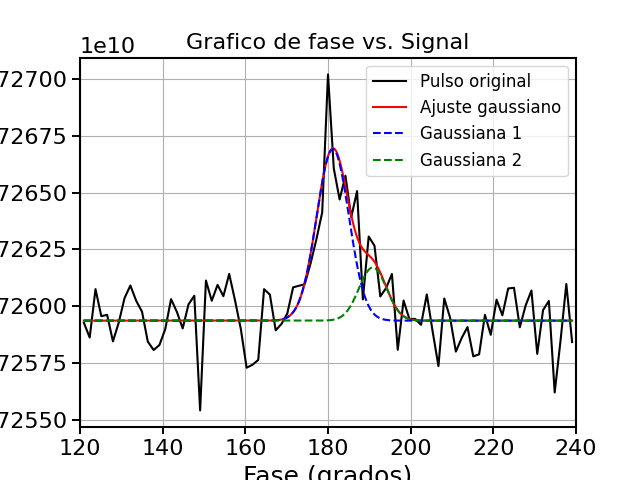 1e10
Grafico de fase vs. Signal
72700
72675
72650
72625
72600
72575
72550
Pulso original
Ajuste gaussiano
Gaussiana 1
Gaussiana 2
120 140 160 180 200 220 240
Fase (grados)